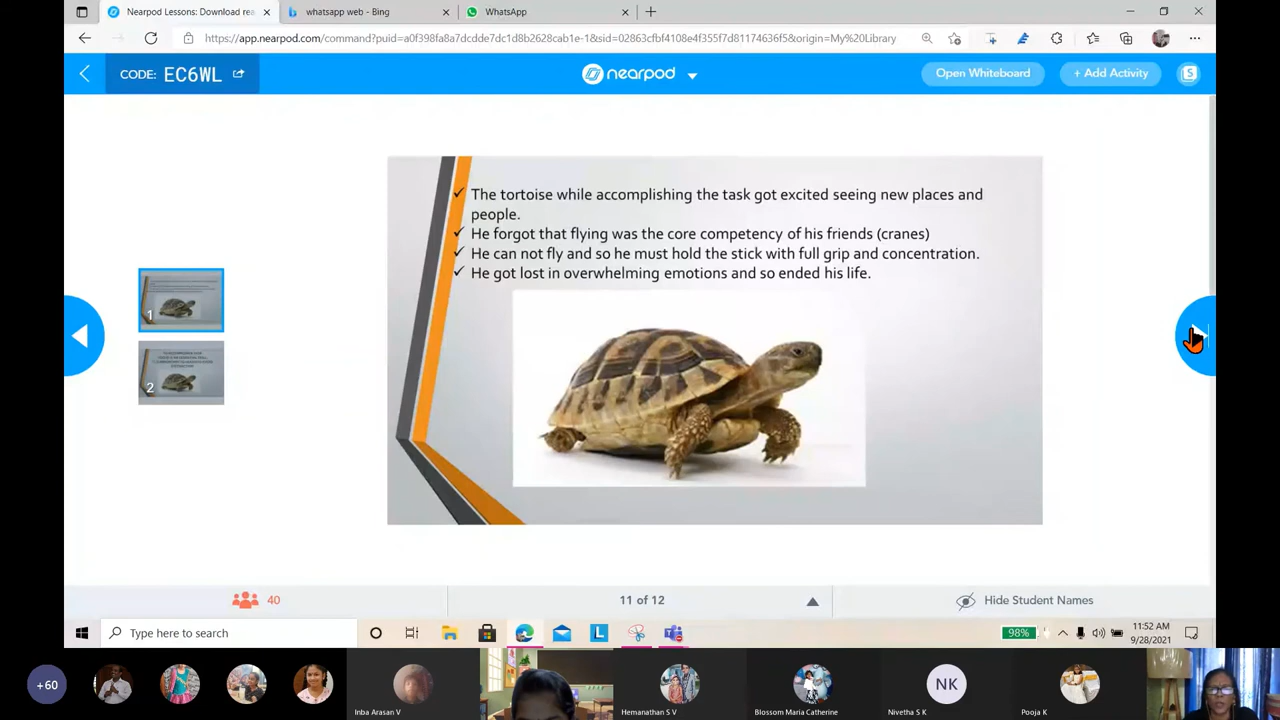 Nearpod Lessons: Download rea
whatsapp web - Bing
WhatsApp
https://app.nearpod.com/command?puid=a0f398fa8a7dcdde7dc1d8b2628cab1e-1&sid=02863cfbf4108e4f355f7d81174636f5&origin=My%20Library
CODE: EC6WL
nearpod
Open Whiteboard
+ Add Activity
S
The tortoise while accomplishing the task got excited seeing new places and
people.
He forgot that flying was the core competency of his friends (cranes)
He can not fly and so he must hold the stick with full grip and concentration.
He got lost in overwhelming emotions and so ended his life.
1
2
40
11 of 12
Hide Student Names
Type here to search
L
98%
11:52 AM
9/28/2021
+60
NK
Inba Arasan V
Hemanathan S V
Blossom Maria Catherine
Nivetha S K
Pooja K